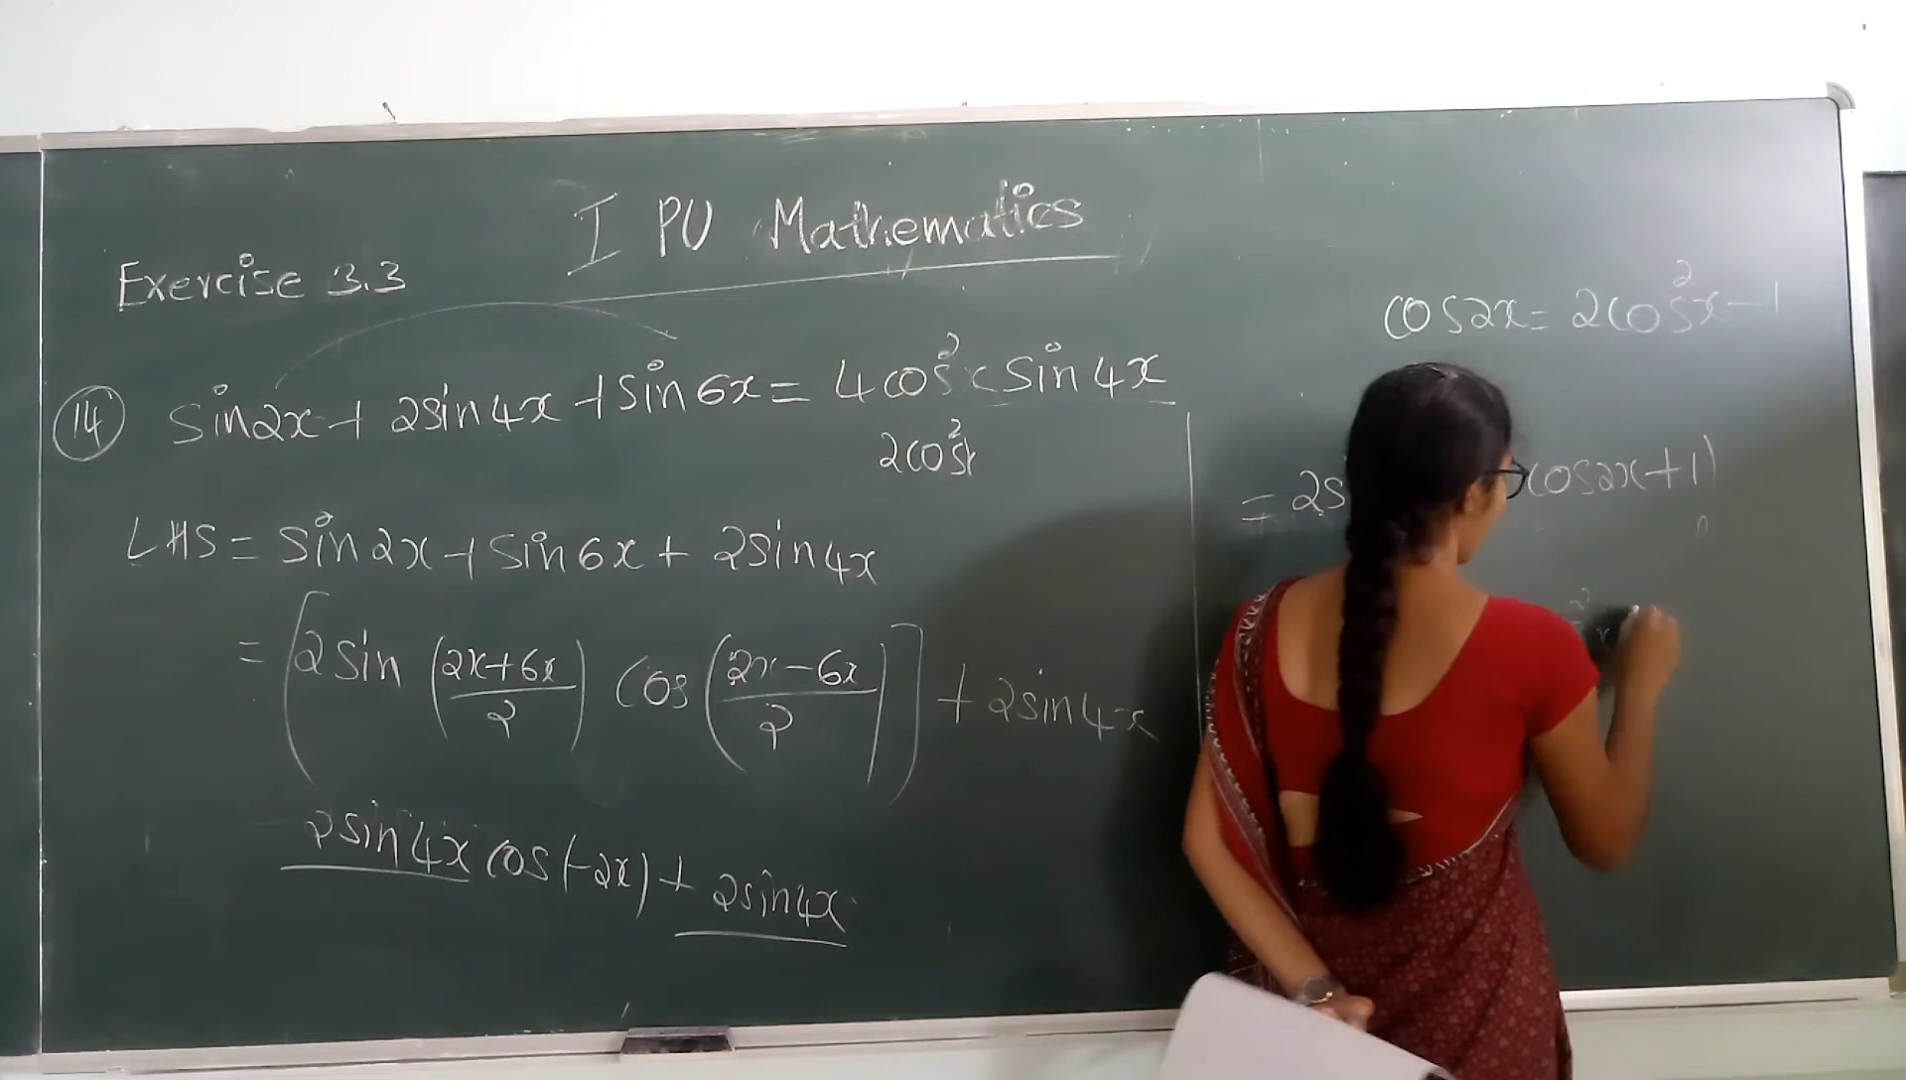 I PU Mathematics
Exercise 3.3
(14) sin2x + 2sin4x + sin6x = 4cos²x sin4x
2cos²x
LHS = sin2x + sin6x + 2sin4x
= [2sin ((2x+6x)/2) cos ((2x-6x)/2)] + 2sin4x
2sin4x cos(-2x) + 2sin4x
cos2x = 2cos²x - 1
= 2s cos2x + 1)